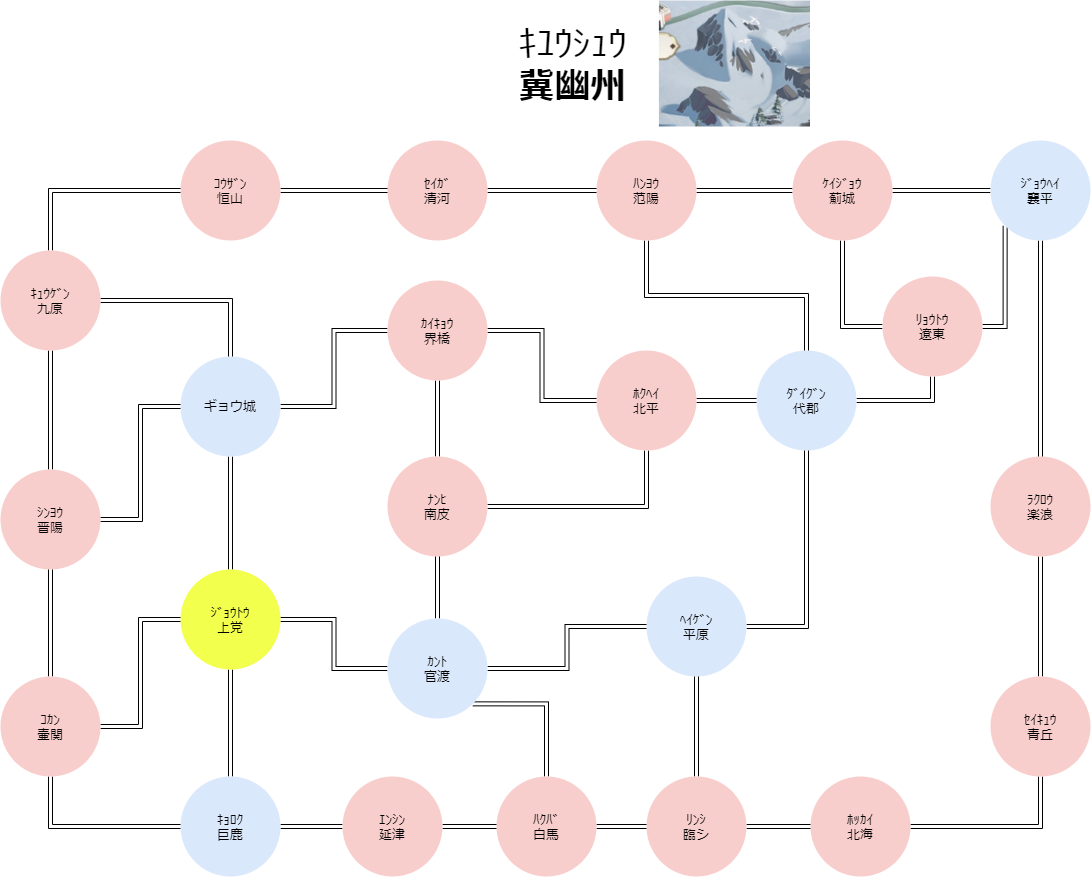 ｷﾕウシュウ
冀幽州
ｺｳｻﾞﾝ
恒山
ｾｲｶﾞ
清河
ﾊﾝﾖｳ
范陽
ｹｲｼﾞｮｳ
薊城
ｼﾞｮｳﾍｲ
襄平
ｷｭｳｹﾞﾝ
九原
ｶｲｷｮｳ
界橋
ﾘｮｳﾄｳ
遼東
ギョウ城
ﾎｸﾍｲ
北平
ﾀﾞｲｸﾞﾝ
代郡
ｼﾝﾖｳ
晋陽
ﾅﾝﾋ
南皮
ﾗｸﾛｳ
楽浪
ｼﾞｮｳﾄｳ
上党
ｶﾝﾄ
官渡
ﾍｲｹﾞﾝ
平原
ｺｶﾝ
壷関
ｾｲｷｭｳ
青丘
ｷｮﾛｸ
巨鹿
ｴﾝｼﾝ
延津
ﾊｸﾊﾞ
白馬
ﾘﾝｼ
臨シ
ﾎｯｶｲ
北海